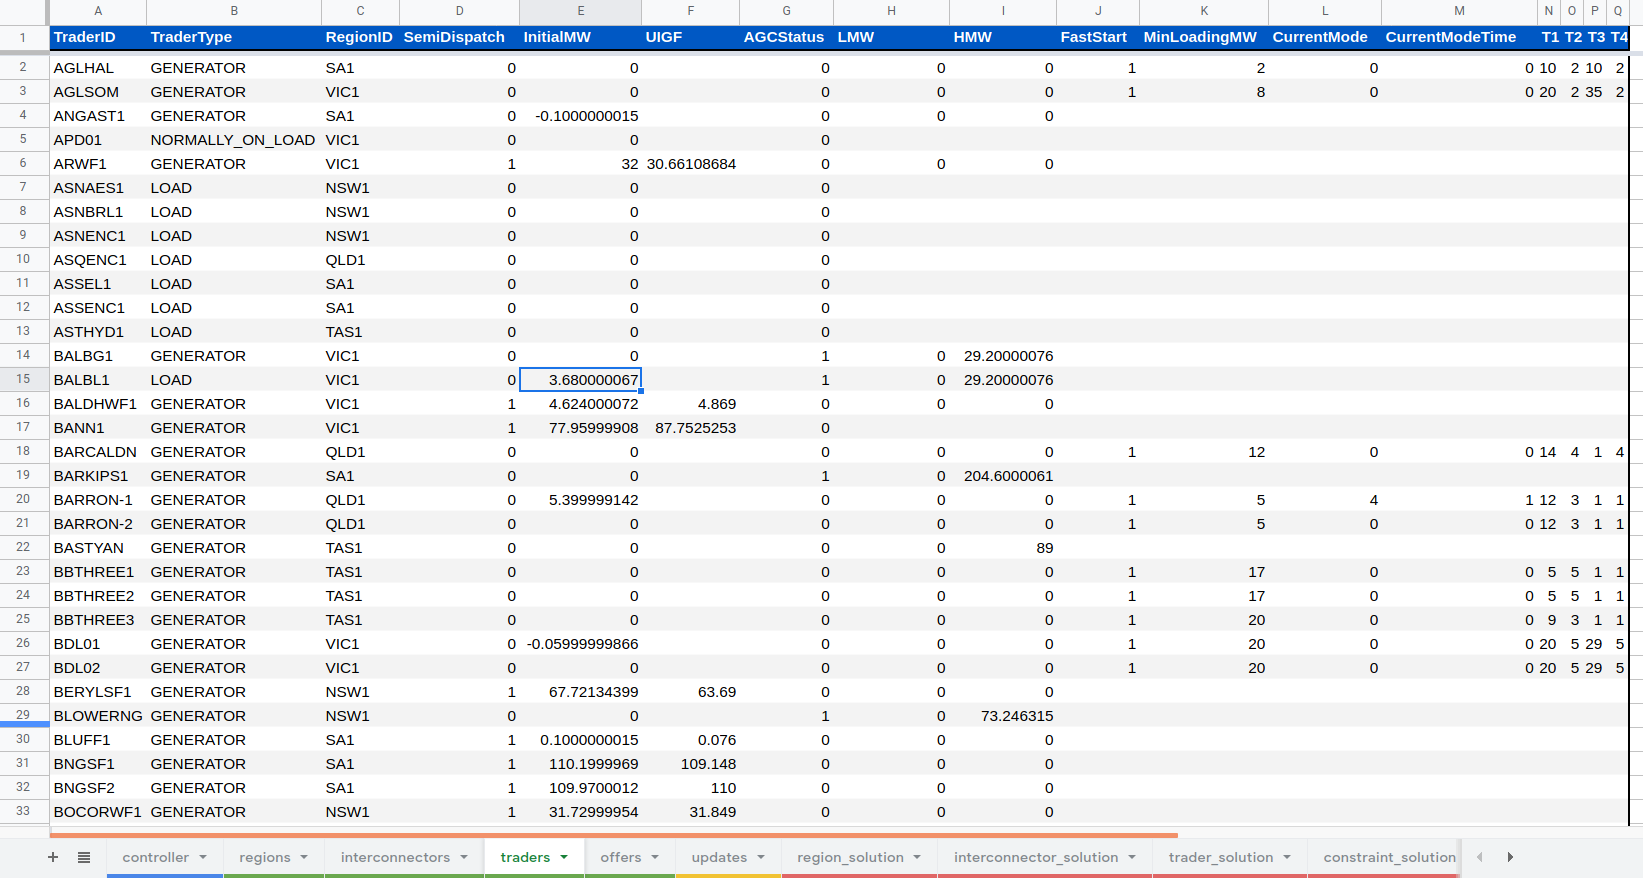 A B C D E F G H I J K L M N O P Q
1 TraderID TraderType RegionID SemiDispatch InitialMW UIGF AGCStatus LMW HMW FastStart MinLoadingMW CurrentMode CurrentModeTime T1 T2 T3 T4
2 AGLHAL GENERATOR SA1 0 0 0 0 0 1 2 0 0 10 2 10 2
3 AGLSOM GENERATOR VIC1 0 0 0 0 0 1 8 0 0 20 2 35 2
4 ANGAST1 GENERATOR SA1 0 -0.1000000015 0 0 0
5 APD01 NORMALLY_ON_LOAD VIC1 0 0 0
6 ARWF1 GENERATOR VIC1 1 32 30.66108684 0 0 0
7 ASNAES1 LOAD NSW1 0 0 0
8 ASNBRL1 LOAD NSW1 0 0 0
9 ASNENC1 LOAD NSW1 0 0 0
10 ASQENC1 LOAD QLD1 0 0 0
11 ASSEL1 LOAD SA1 0 0 0
12 ASSENC1 LOAD SA1 0 0 0
13 ASTHYD1 LOAD TAS1 0 0 0
14 BALBG1 GENERATOR VIC1 0 0 1 0 29.20000076
15 BALBL1 LOAD VIC1 0 3.680000067 1 0 29.20000076
16 BALDHWF1 GENERATOR VIC1 1 4.624000072 4.869 0 0 0
17 BANN1 GENERATOR VIC1 1 77.95999908 87.7525253 0
18 BARCALDN GENERATOR QLD1 0 0 0 0 0 1 12 0 0 14 4 1 4
19 BARKIPS1 GENERATOR SA1 0 0 1 0 204.6000061
20 BARRON-1 GENERATOR QLD1 0 5.399999142 0 0 0 1 5 4 1 12 3 1 1
21 BARRON-2 GENERATOR QLD1 0 0 0 0 0 1 5 0 0 12 3 1 1
22 BASTYAN GENERATOR TAS1 0 0 0 0 89
23 BBTHREE1 GENERATOR TAS1 0 0 0 0 0 1 17 0 0 5 5 1 1
24 BBTHREE2 GENERATOR TAS1 0 0 0 0 0 1 17 0 0 5 5 1 1
25 BBTHREE3 GENERATOR TAS1 0 0 0 0 0 1 20 0 0 9 3 1 1
26 BDL01 GENERATOR VIC1 0 -0.05999999866 0 0 0 1 20 0 0 20 5 29 5
27 BDL02 GENERATOR VIC1 0 0 0 0 0 1 20 0 0 20 5 29 5
28 BERYLSF1 GENERATOR NSW1 1 67.72134399 63.69 0 0 0
29 BLOWERNG GENERATOR NSW1 0 0 1 0 73.246315
30 BLUFF1 GENERATOR SA1 1 0.1000000015 0.076 0 0 0
31 BNGSF1 GENERATOR SA1 1 110.1999969 109.148 0 0 0
32 BNGSF2 GENERATOR SA1 1 109.9700012 110 0 0 0
33 BOCORWF1 GENERATOR NSW1 1 31.72999954 31.849 0 0 0
controller regions interconnectors traders offers updates region_solution interconnector_solution trader_solution constraint_solution